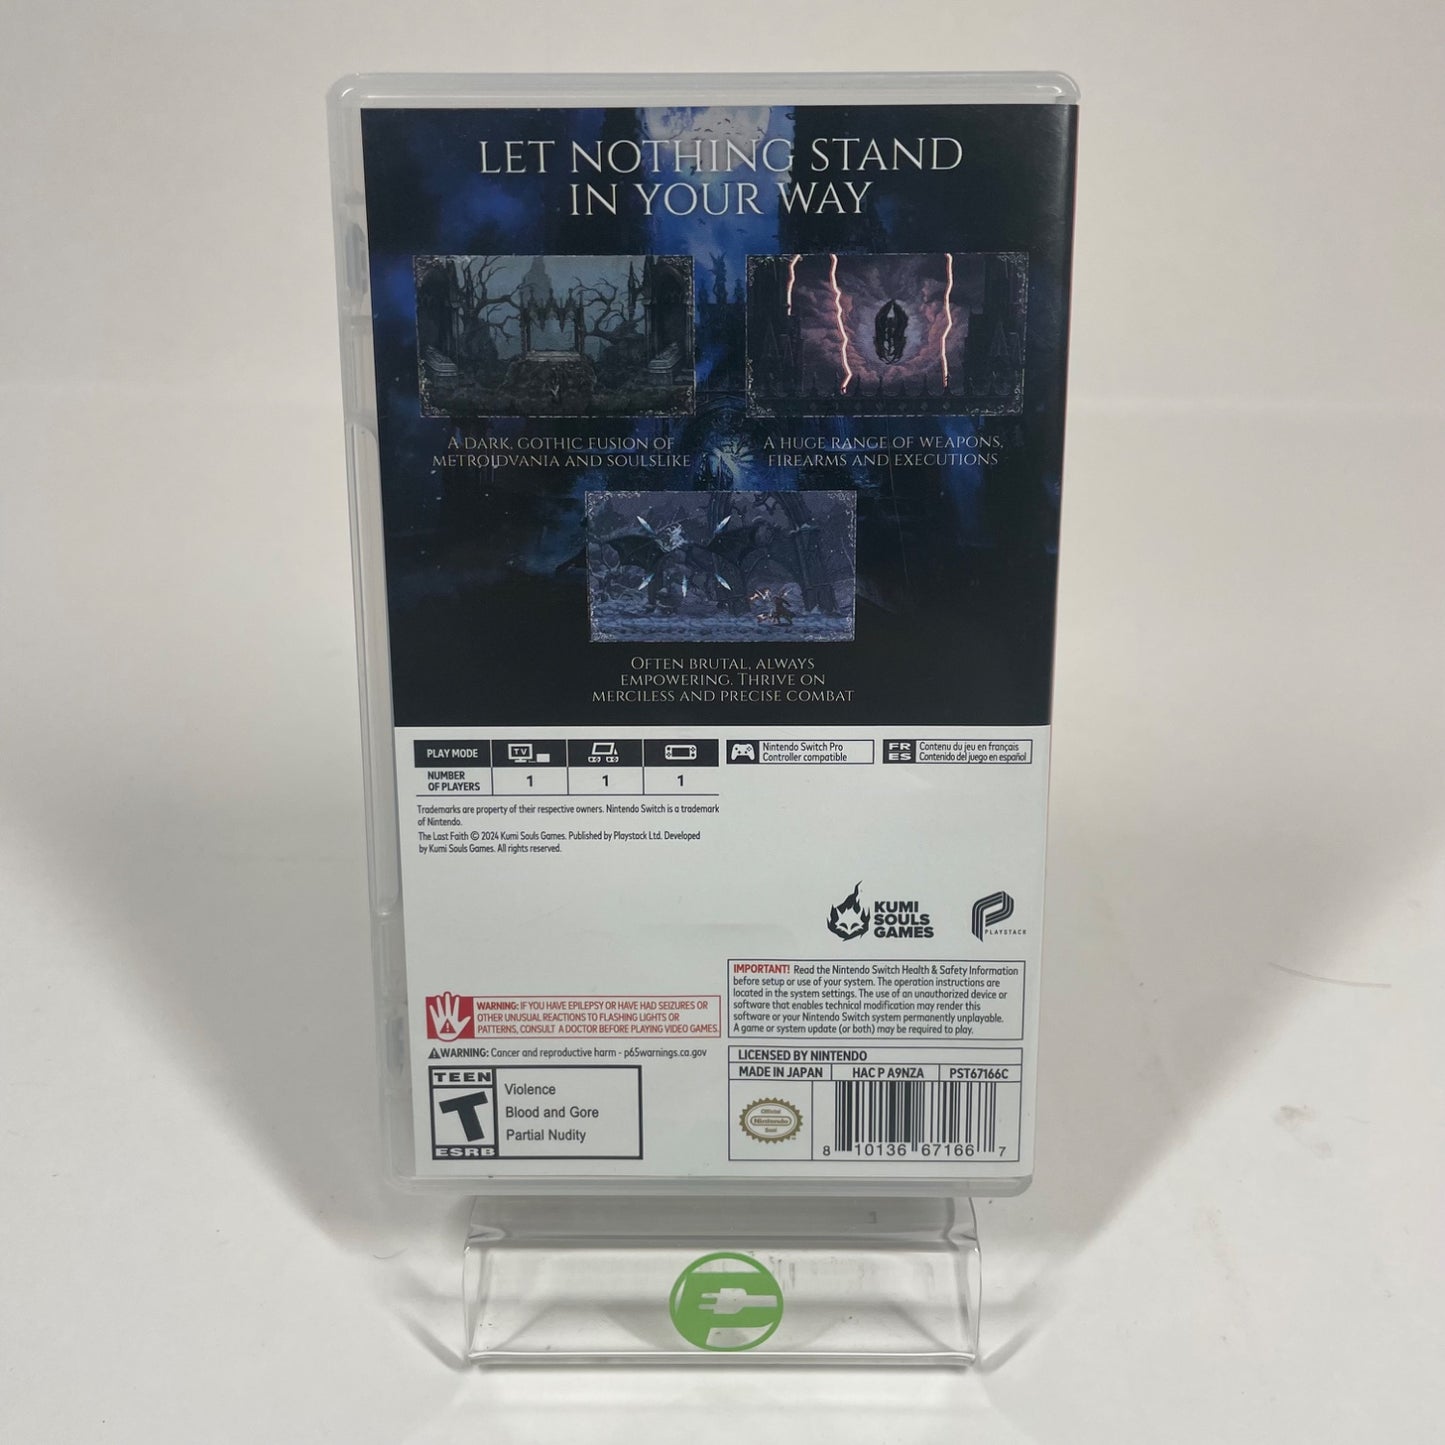 LET NOTHING STAND
IN YOUR WAY
A DARK, GOTHIC FUSION OF
METROIDVANIA AND SOULSLIKE
A HUGE RANGE OF WEAPONS,
FIREARMS AND EXECUTIONS
OFTEN BRUTAL, ALWAYS
EMPOWERING. THRIVE ON
MERCILESS AND PRECISE COMBAT
PLAY MODE
TV
NUMBER
OF PLAYERS
1
1
1
Nintendo Switch Pro
Controller compatible
FR
ES
Contenu du jeu en français
Contenido del juego en español
Trademarks are property of their respective owners. Nintendo Switch is a trademark
of Nintendo.
The Last Faith © 2024 Kumi Souls Games. Published by Playstack Ltd. Developed
by Kumi Souls Games. All rights reserved.
KUMI
SOULS
GAMES
PLAYSTACK
WARNING: IF YOU HAVE EPILEPSY OR HAVE HAD SEIZURES OR
OTHER UNUSUAL REACTIONS TO FLASHING LIGHTS OR
PATTERNS, CONSULT A DOCTOR BEFORE PLAYING VIDEO GAMES.
WARNING: Cancer and reproductive harm - p65warnings.ca.gov
TEEN
T
ESRB
Violence
Blood and Gore
Partial Nudity
IMPORTANT! Read the Nintendo Switch Health & Safety Information
before setup or use of your system. The operation instructions are
located in the system settings. The use of an unauthorized device or
software that enables technical modification may render this
software or your Nintendo Switch system permanently unplayable.
A game or system update (or both) may be required to play.
LICENSED BY NINTENDO
MADE IN JAPAN HAC P A9NZA PST67166C
Official
Nintendo
Seal
8 10136 67166 7